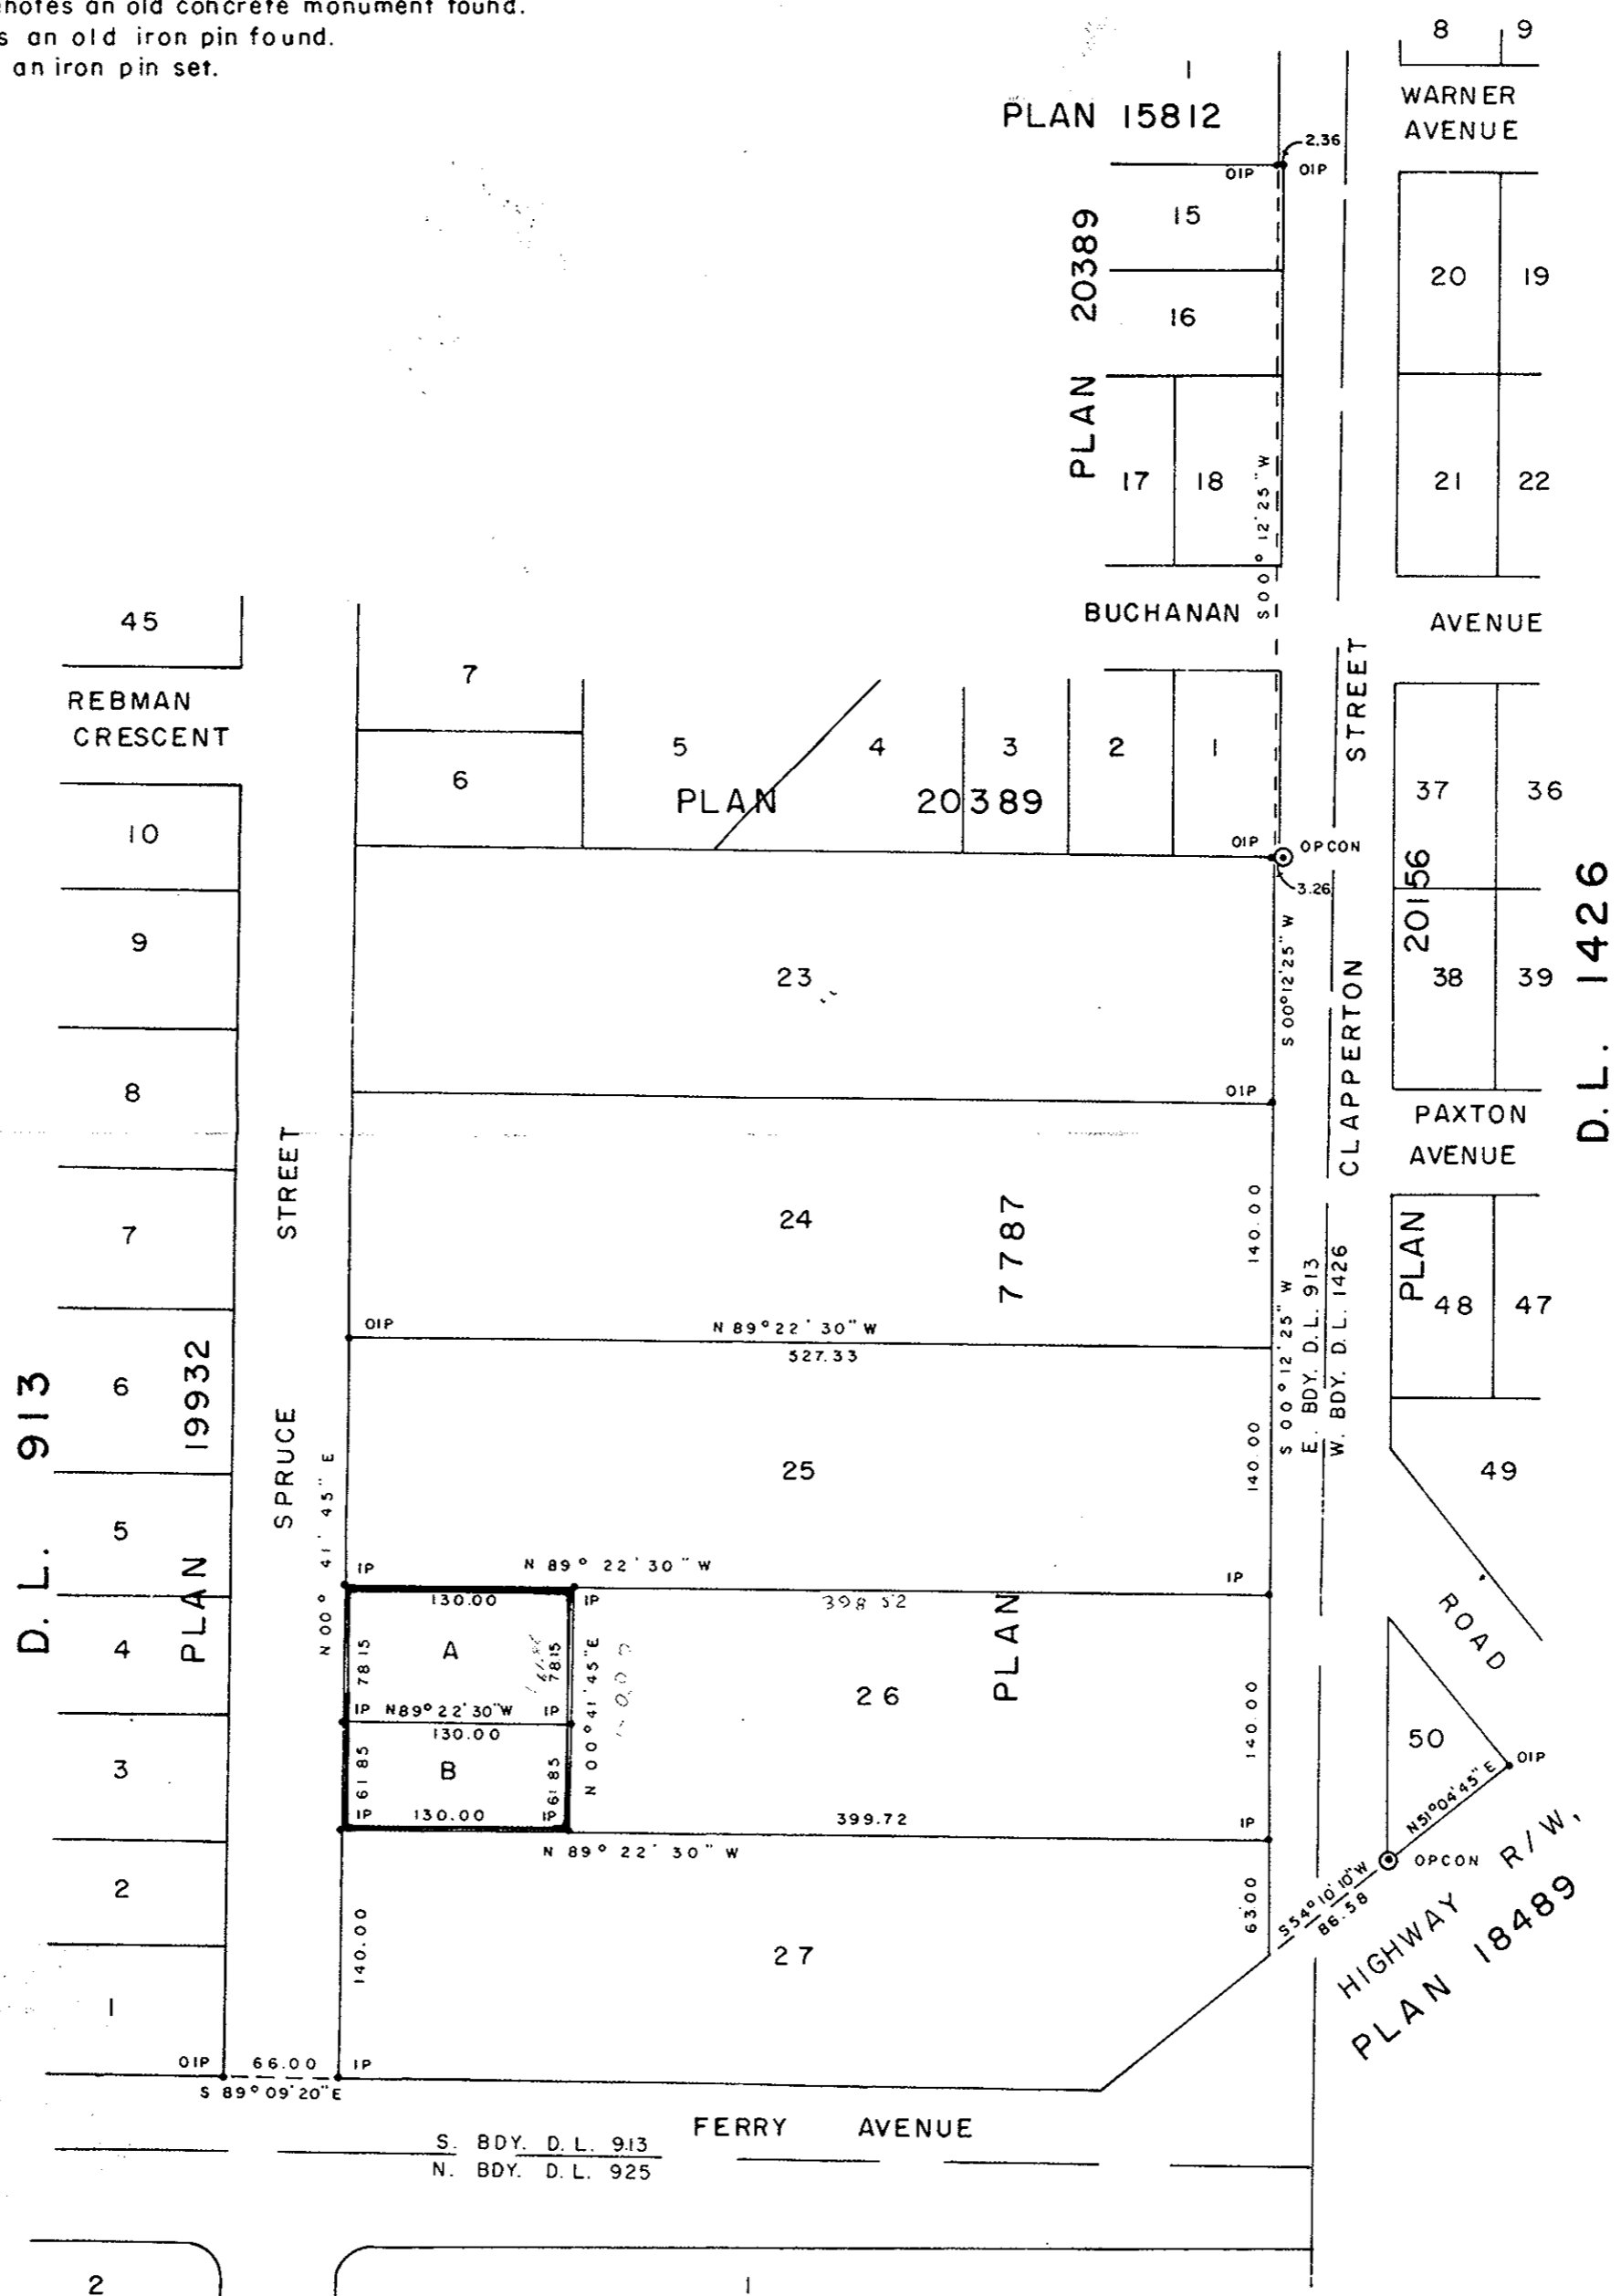 enotes an old concrete monument found.
s an old iron pin found.
an iron pin set.
8 9
WARNER
AVENUE
1
PLAN 15812
2.36
OIP OIP
15
20 19
PLAN 20389
16
17 18
21 22
S 00° 12' 25" W
BUCHANAN AVENUE
45
REBMAN
CRESCENT
7
6
5 4 3 2 1
PLAN 20389
STREET
37 36
10
OIP OPCON
3.26
9
23
S 00° 12' 25" W
20156
38 39
D.L. 1426
8
OIP
CLAPPERTON
PAXTON
AVENUE
STREET
7
24
7787
140.00
PLAN
48 47
OIP
N 89° 22' 30" W
527.33
S 00° 12' 25" W
E. BDY. D.L. 913
W. BDY. D.L. 1426
D. L. 913
6
19932
SPRUCE
N 00° 41' 45" E
25
140.00
49
5
PLAN
IP
N 89° 22' 30" W
IP
130.00
IP
398.52
PLAN
ROAD
4
78.15
A
78.15
N 00° 41' 45" E
26
140.00
IP N 89° 22' 30" W IP
130.00
50
OIP
3
61.85
B
61.85
N 51° 04' 45" E
IP 130.00 IP
399.72
IP
N 89° 22' 30" W
OPCON
HIGHWAY R/W,
PLAN 18489
2
140.00
63.00
S 54° 10' 10" W
86.58
27
1
OIP 66.00 IP
S 89° 09' 20" E
FERRY AVENUE
S. BDY. D. L. 913
N. BDY. D. L. 925
2
1